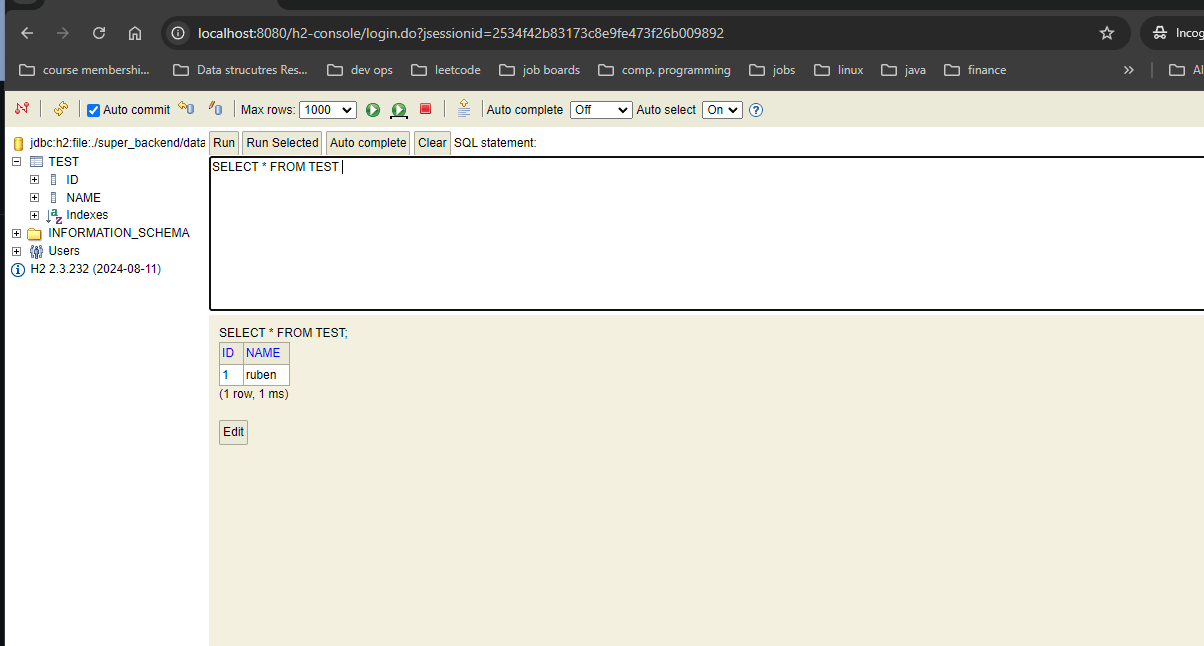 localhost:8080/h2-console/login.do?jsessionid=2534f42b83173c8e9fe473f26b009892
Incog
course membershi... Data strucutres Res... dev ops leetcode job boards comp. programming jobs linux java finance » Al
Auto commit Max rows: 1000 Auto complete Off Auto select On
jdbc:h2:file:./super_backend/data
TEST
ID
NAME
Indexes
INFORMATION_SCHEMA
Users
H2 2.3.232 (2024-08-11)
Run Run Selected Auto complete Clear SQL statement:
SELECT * FROM TEST
SELECT * FROM TEST;
ID NAME
1 ruben
(1 row, 1 ms)
Edit